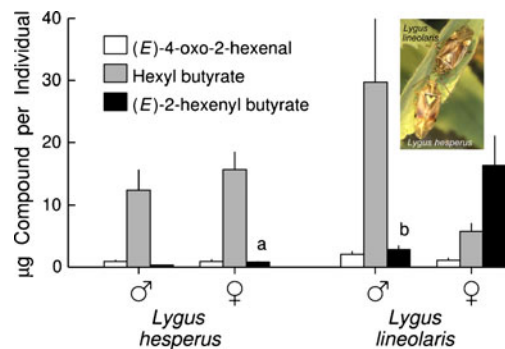 40
30
20
10
0
µg Compound per Individual
(E)-4-oxo-2-hexenal
Hexyl butyrate
(E)-2-hexenyl butyrate
Lygus
lineolaris
Lygus hesperus
a
b
♂ ♀ ♂ ♀
Lygus
hesperus
Lygus
lineolaris